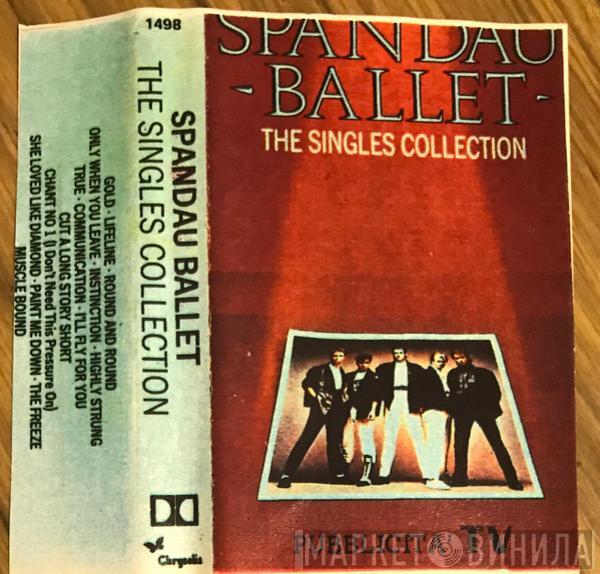 1498
SPANDAU BALLET
THE SINGLES COLLECTION
GOLD · LIFELINE · ROUND AND ROUND
ONLY WHEN YOU LEAVE · INSTINCTION · HIGHLY STRUNG
TRUE · COMMUNICATION · I'LL FLY FOR YOU
CUT A LONG STORY SHORT
CHANT NO 1 (I Don't Need This Pressure On)
SHE LOVED LIKE DIAMOND · PAINT ME DOWN · THE FREEZE
MUSCLE BOUND
Chrysalis
SPANDAU
- BALLET -
THE SINGLES COLLECTION
PUBBLICITA TV
МАРКЕТ ВИНИЛА